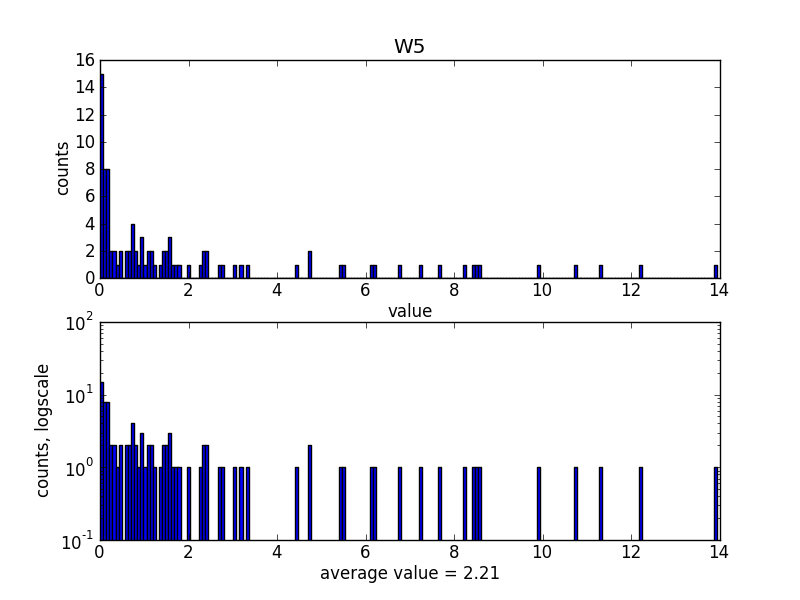 W5
16
14
12
10
8
6
4
2
0
counts
0 2 4 6 8 10 12 14
value
10^2
10^1
10^0
10^-1
counts, logscale
0 2 4 6 8 10 12 14
average value = 2.21